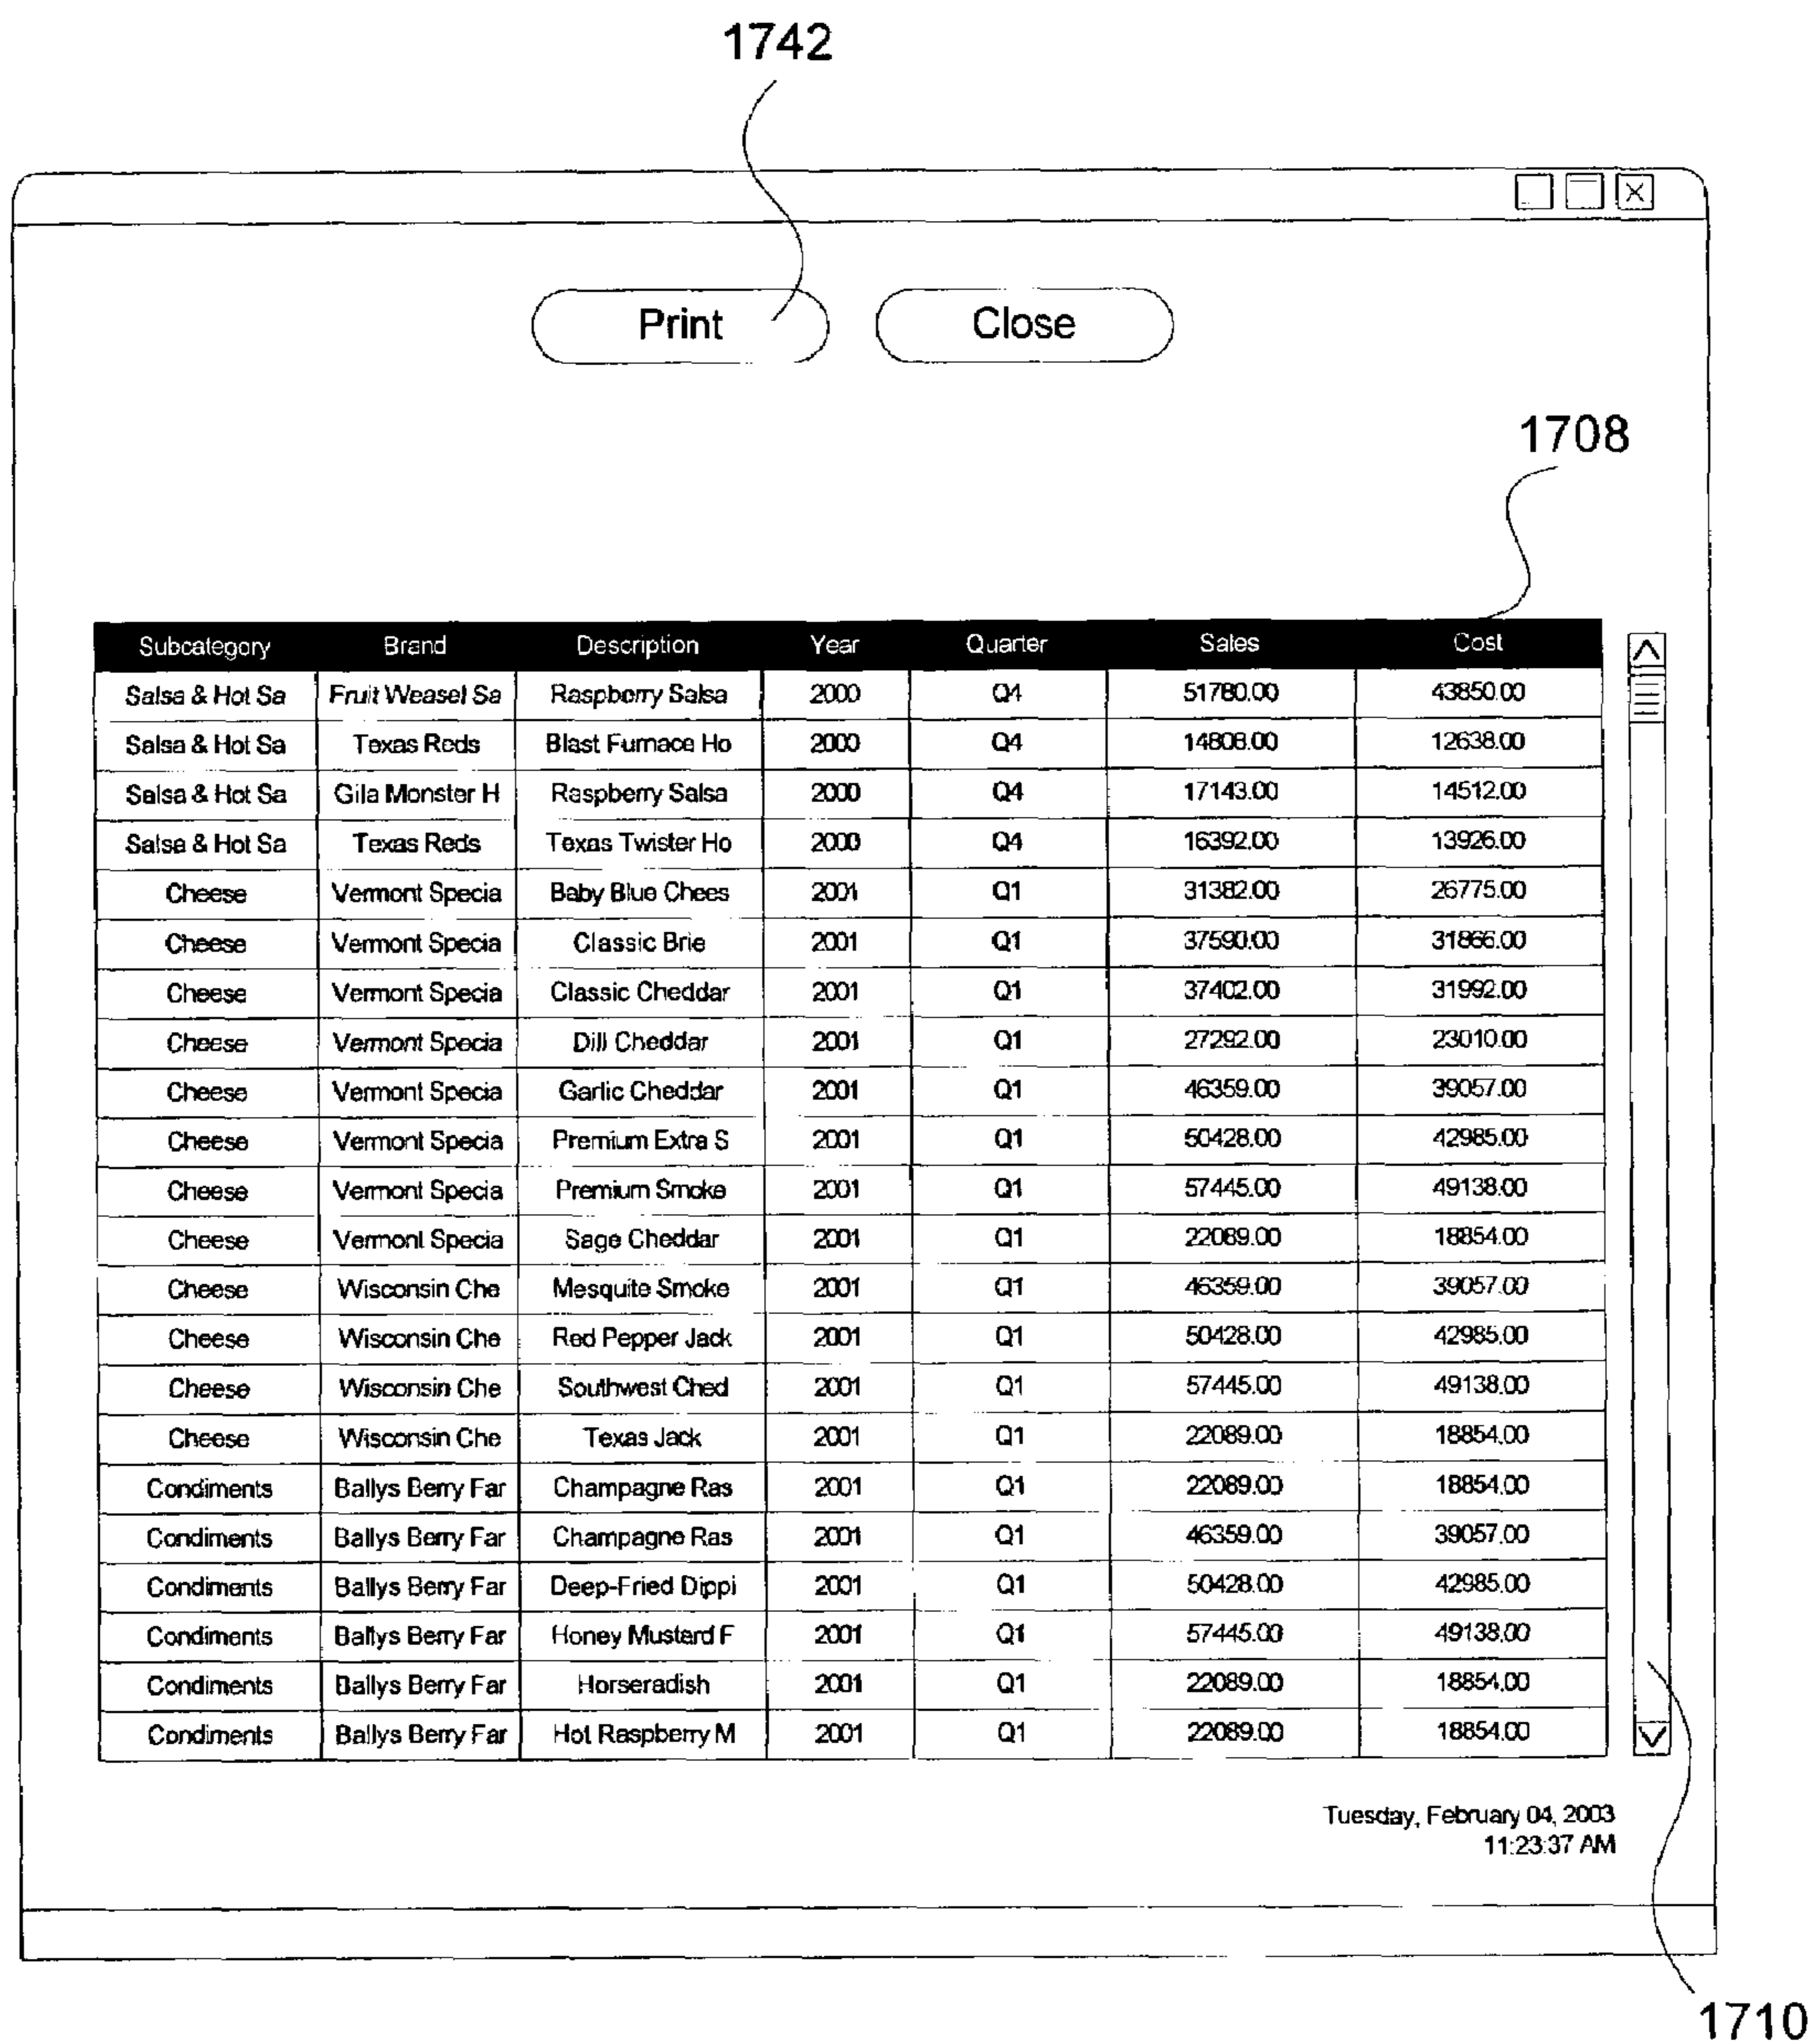 1742
Print Close
1708
Subcategory Brand Description Year Quarter Sales Cost
Salsa & Hot Sa Fruit Weasel Sa Raspberry Salsa 2000 Q4 51780.00 43850.00
Salsa & Hot Sa Texas Reds Blast Furnace Ho 2000 Q4 14808.00 12638.00
Salsa & Hot Sa Gila Monster H Raspberry Salsa 2000 Q4 17143.00 14512.00
Salsa & Hot Sa Texas Reds Texas Twister Ho 2000 Q4 16392.00 13926.00
Cheese Vermont Specia Baby Blue Chees 2001 Q1 31382.00 26775.00
Cheese Vermont Specia Classic Brie 2001 Q1 37590.00 31866.00
Cheese Vermont Specia Classic Cheddar 2001 Q1 37402.00 31992.00
Cheese Vermont Specia Dill Cheddar 2001 Q1 27292.00 23010.00
Cheese Vermont Specia Garlic Cheddar 2001 Q1 46359.00 39057.00
Cheese Vermont Specia Premium Extra S 2001 Q1 50428.00 42985.00
Cheese Vermont Specia Premium Smoke 2001 Q1 57445.00 49138.00
Cheese Vermont Specia Sage Cheddar 2001 Q1 22089.00 18854.00
Cheese Wisconsin Che Mesquite Smoke 2001 Q1 46359.00 39057.00
Cheese Wisconsin Che Red Pepper Jack 2001 Q1 50428.00 42985.00
Cheese Wisconsin Che Southwest Ched 2001 Q1 57445.00 49138.00
Cheese Wisconsin Che Texas Jack 2001 Q1 22089.00 18854.00
Condiments Ballys Berry Far Champagne Ras 2001 Q1 22089.00 18854.00
Condiments Ballys Berry Far Champagne Ras 2001 Q1 46359.00 39057.00
Condiments Ballys Berry Far Deep-Fried Dippi 2001 Q1 50428.00 42985.00
Condiments Ballys Berry Far Honey Mustard F 2001 Q1 57445.00 49138.00
Condiments Ballys Berry Far Horseradish 2001 Q1 22089.00 18854.00
Condiments Ballys Berry Far Hot Raspberry M 2001 Q1 22089.00 18854.00
Tuesday, February 04, 2003
11:23:37 AM
1710